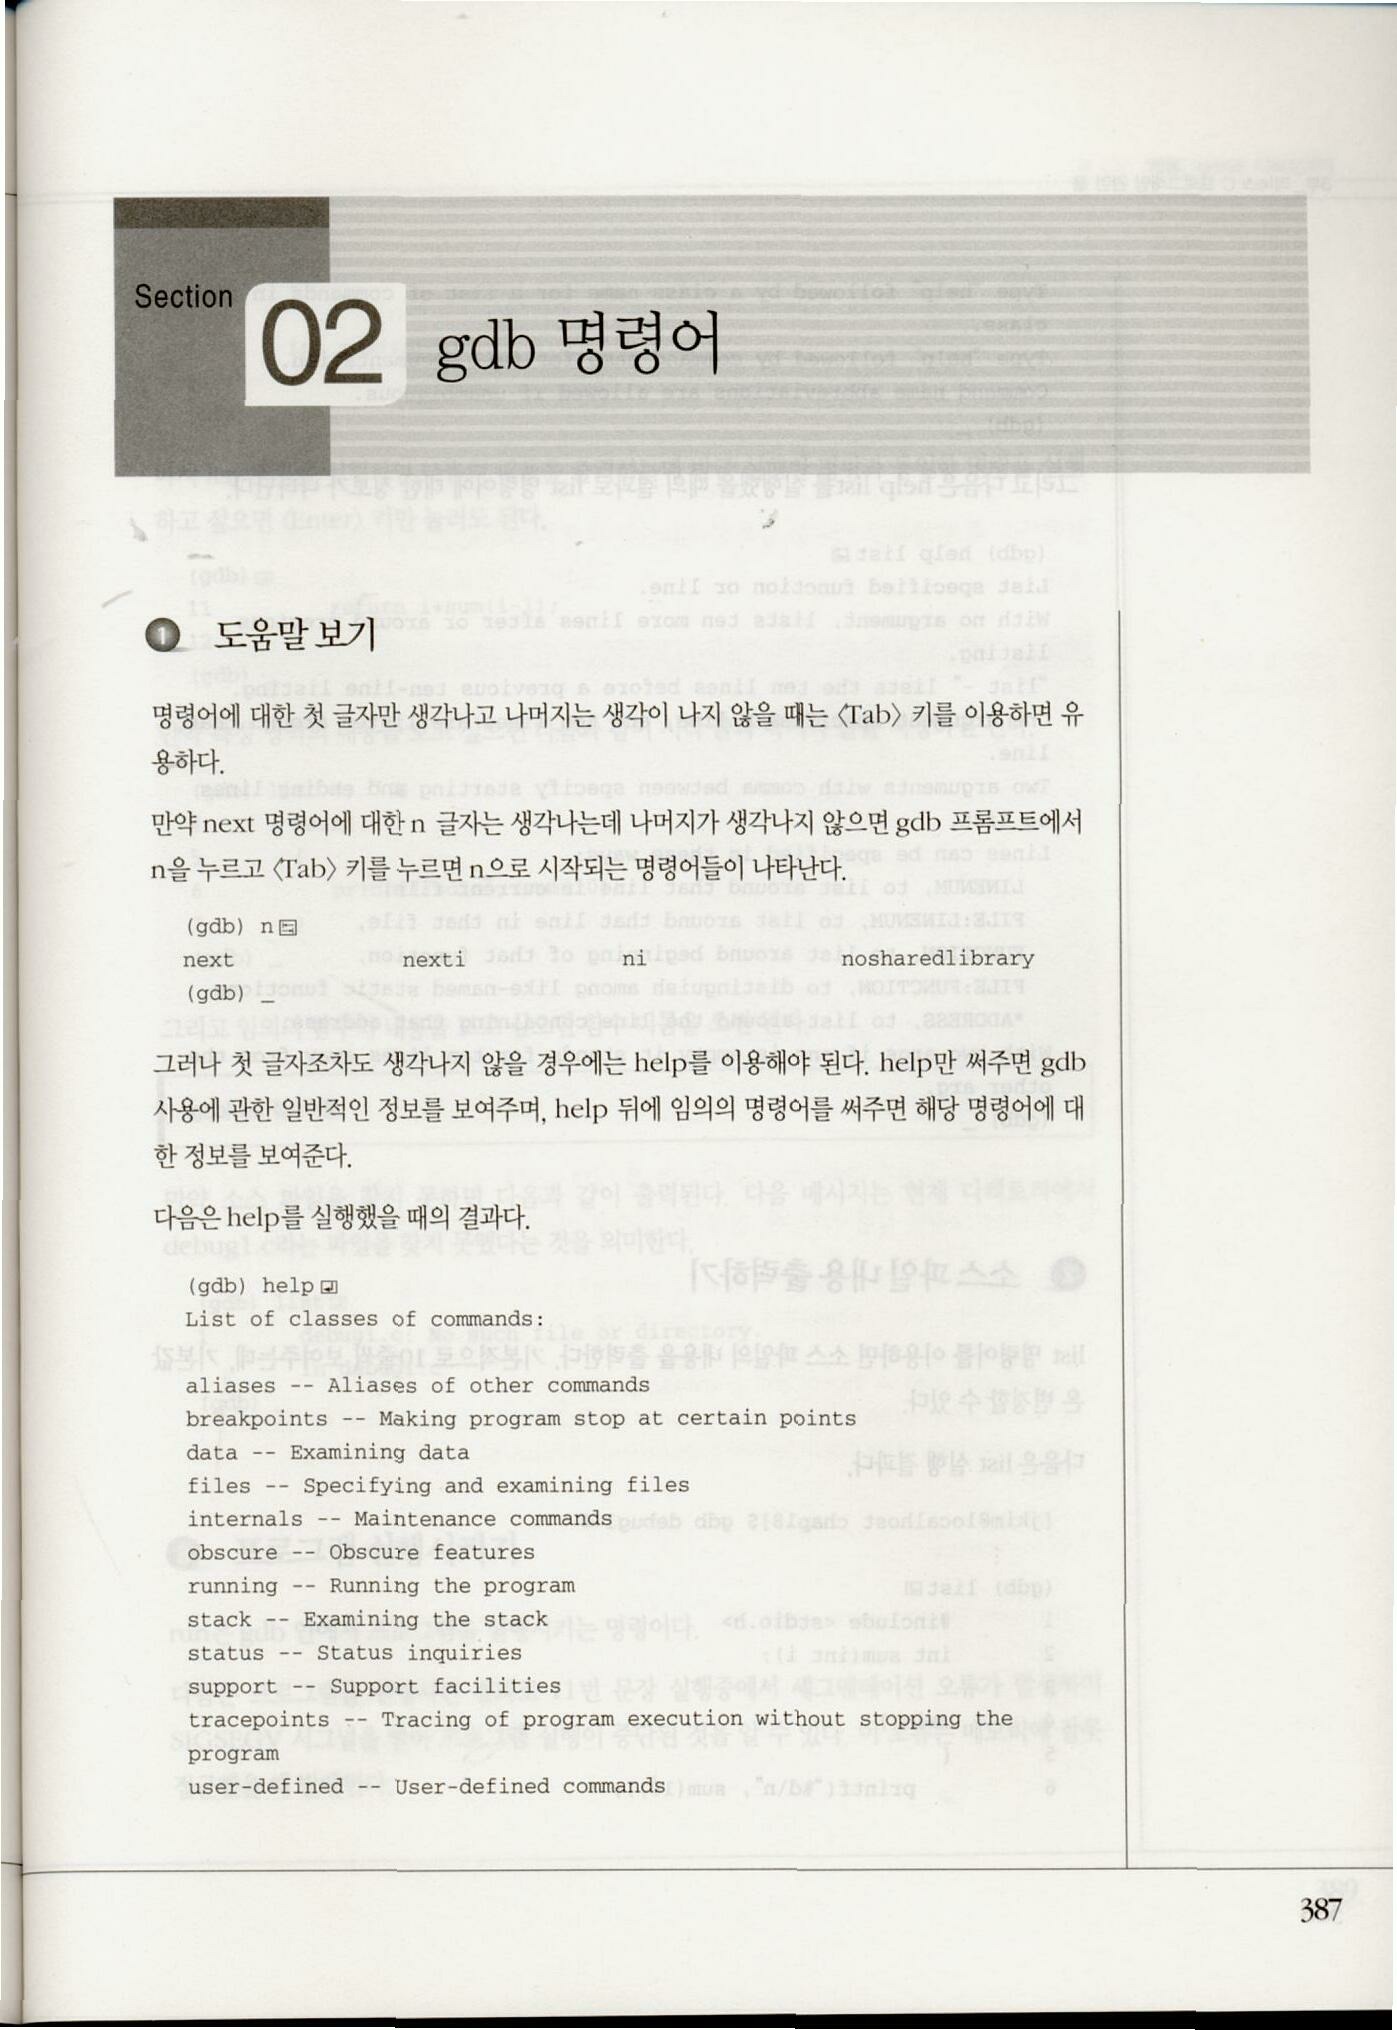 Section
02
gdb 명령어
1 도움말 보기
명령어에 대한 첫 글자만 생각나고 나머지는 생각이 나지 않을 때는 〈Tab〉 키를 이용하면 유
용하다.
만약 next 명령어에 대한 n 글자는 생각나는데 나머지가 생각나지 않으면 gdb 프롬프트에서
n을 누르고 〈Tab〉 키를 누르면 n으로 시작되는 명령어들이 나타난다.
(gdb) n
next nexti ni nosharedlibrary
(gdb) _
그러나 첫 글자조차도 생각나지 않을 경우에는 help를 이용해야 된다. help만 써주면 gdb
사용에 관한 일반적인 정보를 보여주며, help 뒤에 임의의 명령어를 써주면 해당 명령어에 대
한 정보를 보여준다.
다음은 help를 실행했을 때의 결과다.
(gdb) help
List of classes of commands:
aliases -- Aliases of other commands
breakpoints -- Making program stop at certain points
data -- Examining data
files -- Specifying and examining files
internals -- Maintenance commands
obscure -- Obscure features
running -- Running the program
stack -- Examining the stack
status -- Status inquiries
support -- Support facilities
tracepoints -- Tracing of program execution without stopping the
program
user-defined -- User-defined commands
387